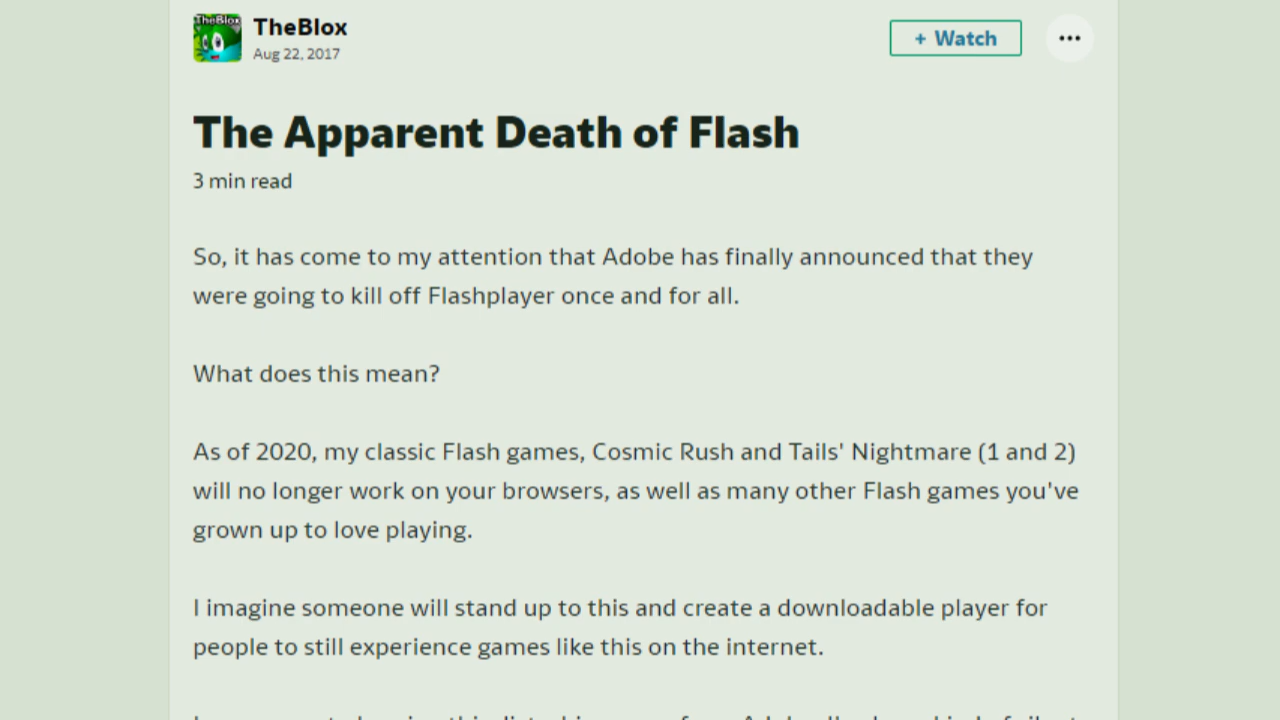 TheBlox
TheBlox
Aug 22, 2017
+ Watch
The Apparent Death of Flash
3 min read
So, it has come to my attention that Adobe has finally announced that they
were going to kill off Flashplayer once and for all.
What does this mean?
As of 2020, my classic Flash games, Cosmic Rush and Tails' Nightmare (1 and 2)
will no longer work on your browsers, as well as many other Flash games you've
grown up to love playing.
I imagine someone will stand up to this and create a downloadable player for
people to still experience games like this on the internet.